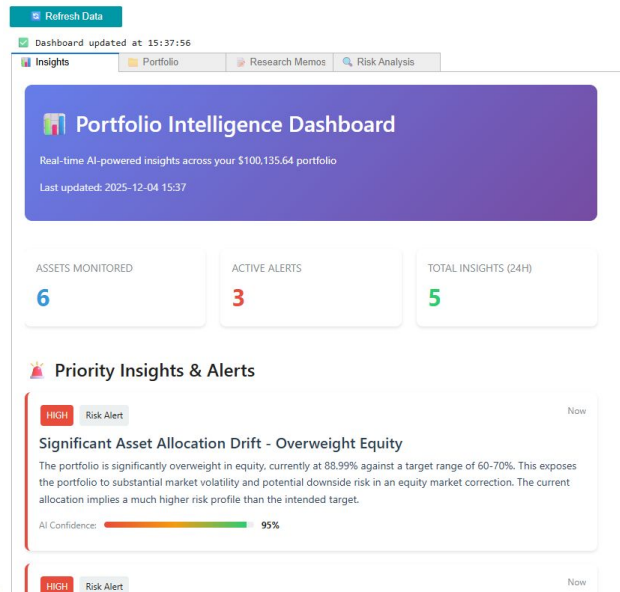 Refresh Data
Dashboard updated at 15:37:56
Insights
Portfolio
Research Memos
Risk Analysis
Portfolio Intelligence Dashboard
Real-time AI-powered insights across your $100,135.64 portfolio
Last updated: 2025-12-04 15:37
ASSETS MONITORED
6
ACTIVE ALERTS
3
TOTAL INSIGHTS (24H)
5
Priority Insights & Alerts
HIGH Risk Alert Now
Significant Asset Allocation Drift - Overweight Equity
The portfolio is significantly overweight in equity, currently at 88.99% against a target range of 60-70%. This exposes
the portfolio to substantial market volatility and potential downside risk in an equity market correction. The current
allocation implies a much higher risk profile than the intended target.
AI Confidence: 95%
HIGH Risk Alert Now